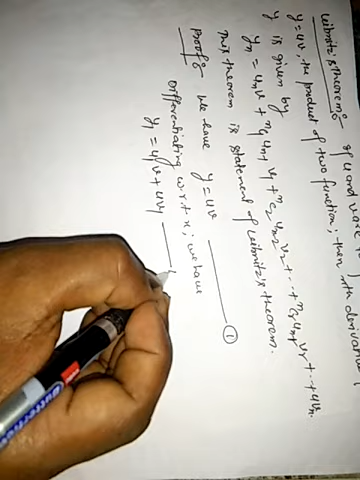 Leibnitz's theorem :- If u and v are
y = uv, the product of two function; then nth derivative
y is given by
yₙ = uₙv + ⁿC₁ uₙ₋₁ v₁ + ⁿC₂ uₙ₋₂ v₂ + ... + ⁿCᵣ uₙ₋ᵣ vᵣ + ... + uvₙ.
This theorem is statement of Leibnitz's theorem.
Proof :- We have y = uv ——— ①
Differentiating w.r.t x, we have
y₁ = u₁v + uv₁ ———